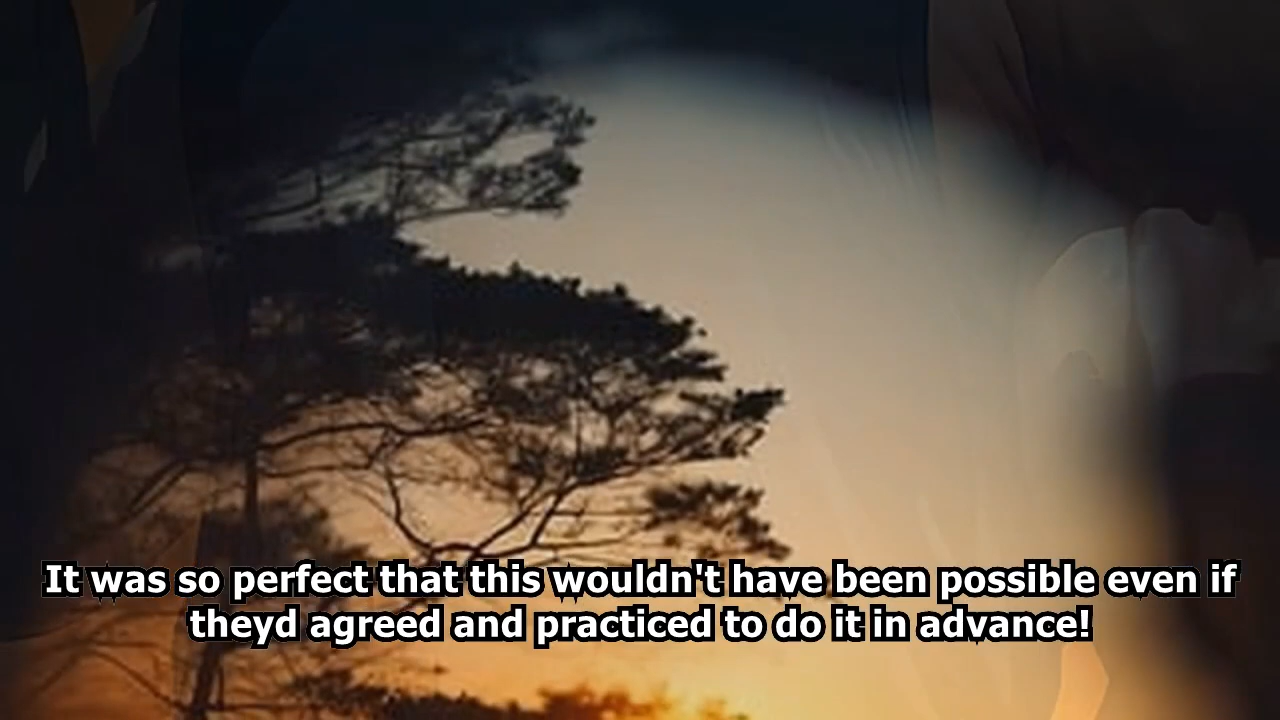 It was so perfect that this wouldn't have been possible even if
theyd agreed and practiced to do it in advance!